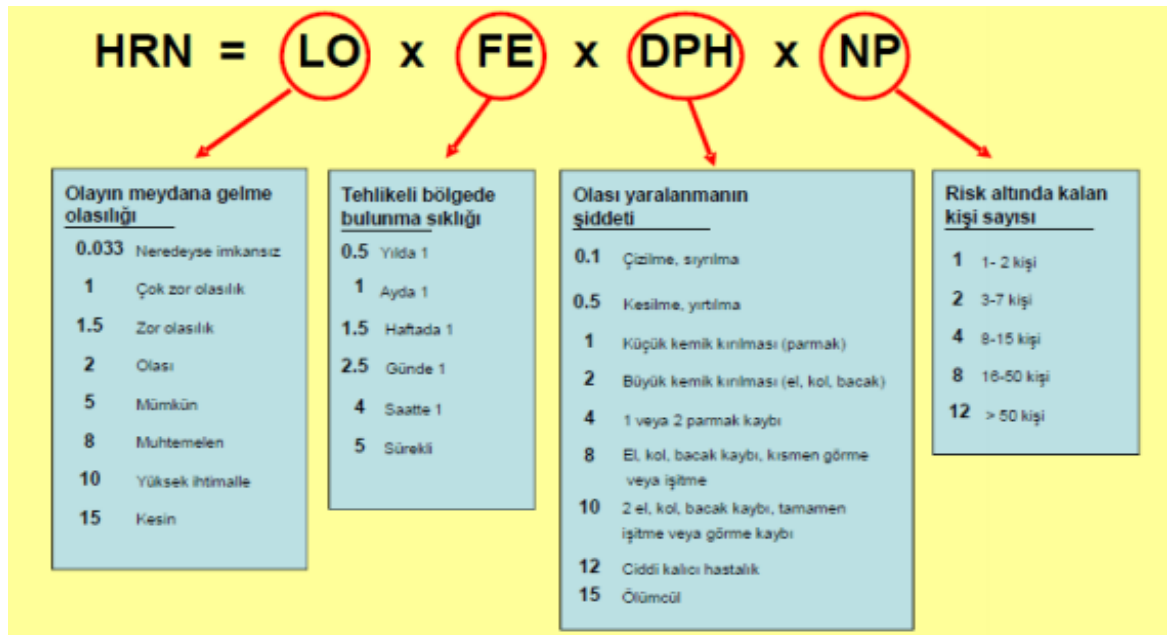 HRN = LO x FE x DPH x NP
Olayın meydana gelme
olasılığı
0.033 Neredeyse imkansız
1 Çok zor olasılık
1.5 Zor olasılık
2 Olası
5 Mümkün
8 Muhtemelen
10 Yüksek ihtimalle
15 Kesin
Tehlikeli bölgede
bulunma sıklığı
0.5 Yılda 1
1 Ayda 1
1.5 Haftada 1
2.5 Günde 1
4 Saatte 1
5 Sürekli
Olası yaralanmanın
şiddeti
0.1 Çizilme, sıyrılma
0.5 Kesilme, yırtılma
1 Küçük kemik kırılması (parmak)
2 Büyük kemik kırılması (el, kol, bacak)
4 1 veya 2 parmak kaybı
8 El, kol, bacak kaybı, kısmen görme
veya işitme
10 2 el, kol, bacak kaybı, tamamen
işitme veya görme kaybı
12 Ciddi kalıcı hastalık
15 Ölümcül
Risk altında kalan
kişi sayısı
1 1- 2 kişi
2 3-7 kişi
4 8-15 kişi
8 16-50 kişi
12 > 50 kişi